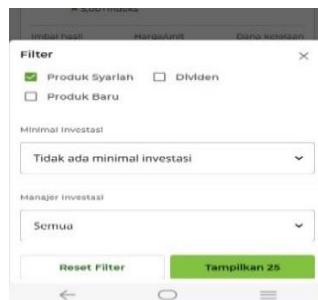 Imbal hasil Harga/unit Dana kelolaan
Filter
Produk Syariah Dividen
Produk Baru
Minimal Investasi
Tidak ada minimal investasi
Manajer Investasi
Semua
Reset Filter Tampilkan 25